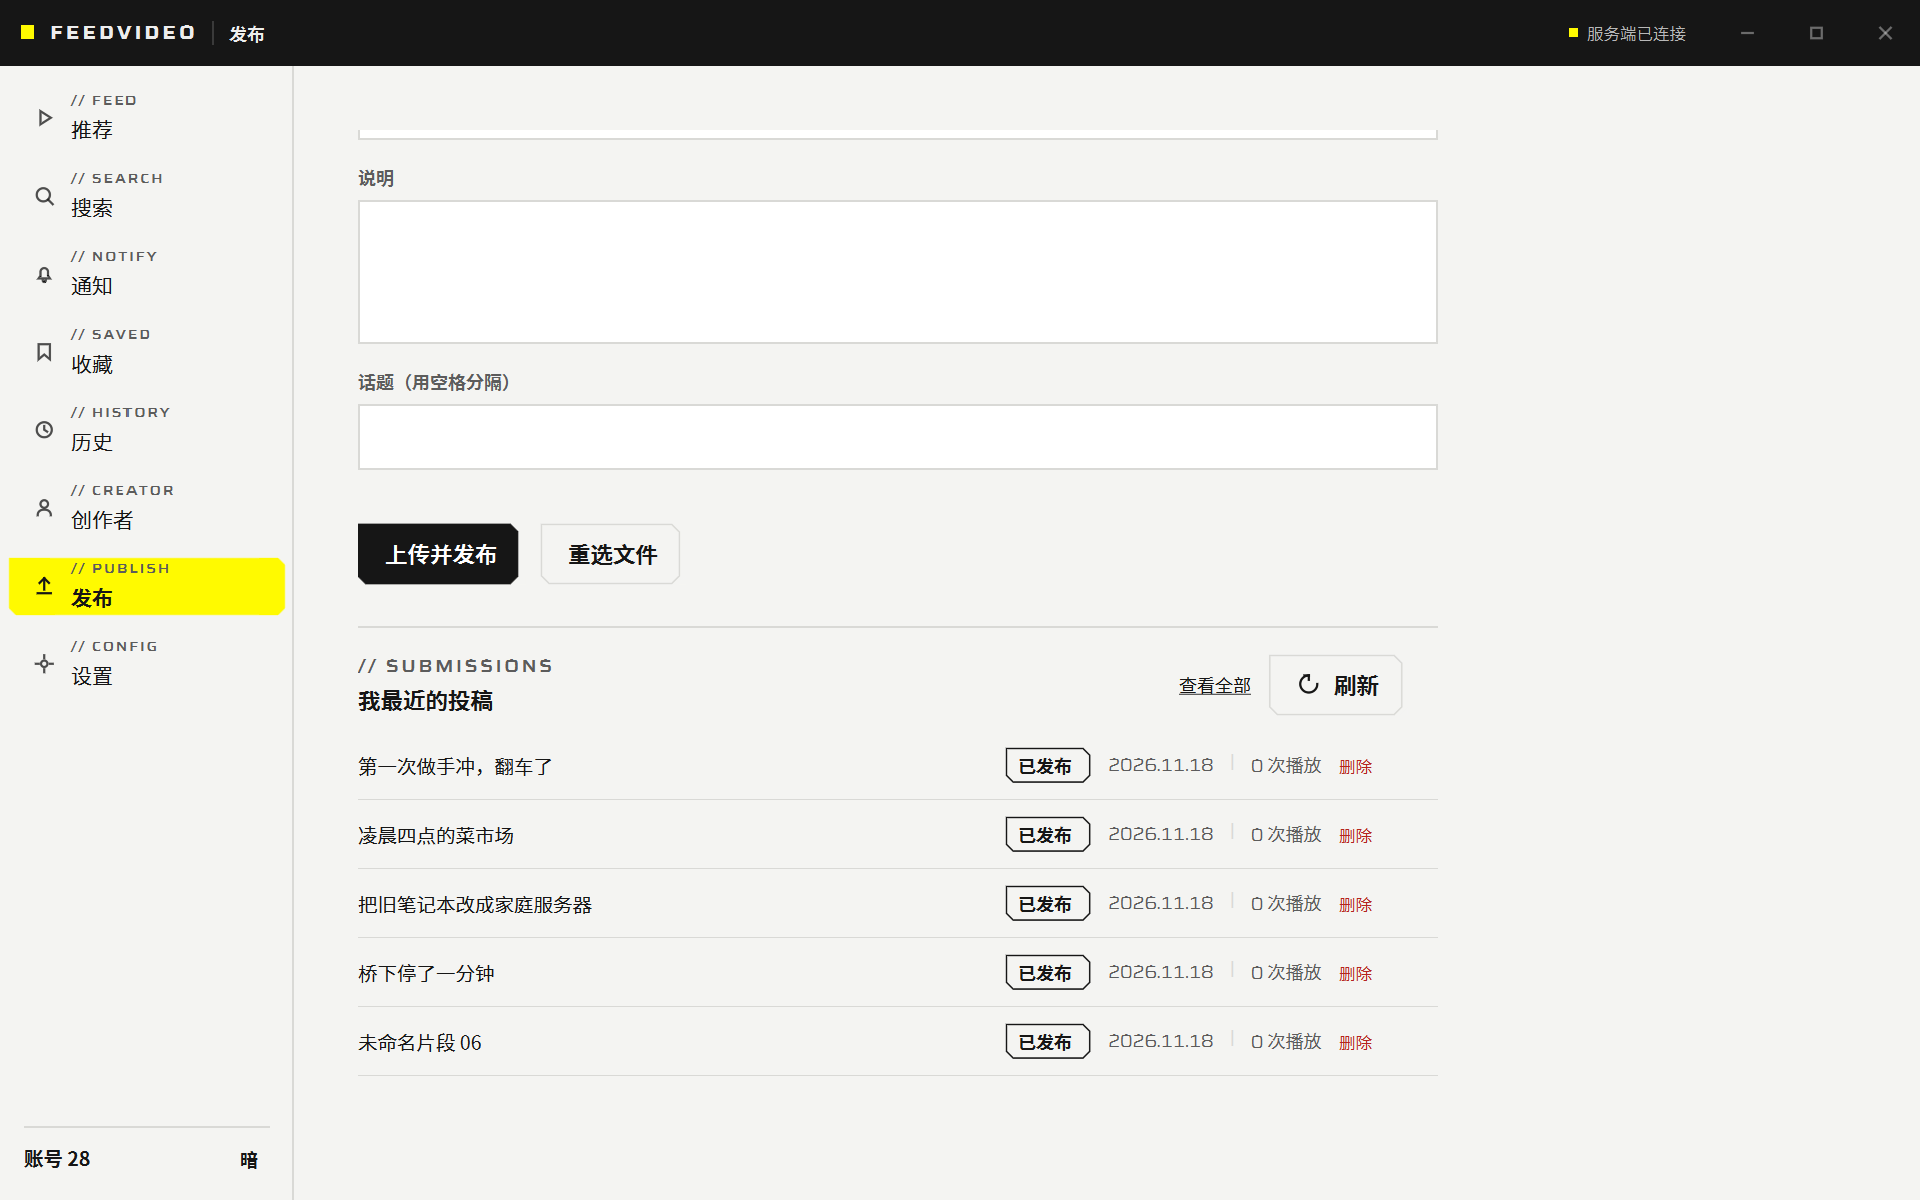 FEEDVIDEO 发布
服务端已连接
// FEED
推荐
// SEARCH
搜索
// NOTIFY
通知
// SAVED
收藏
// HISTORY
历史
// CREATOR
创作者
// PUBLISH
发布
// CONFIG
设置
账号 28 暗
说明
话题（用空格分隔）
上传并发布 重选文件
// SUBMISSIONS
我最近的投稿
查看全部 刷新
第一次做手冲，翻车了 已发布 2026.11.18 0 次播放 删除
凌晨四点的菜市场 已发布 2026.11.18 0 次播放 删除
把旧笔记本改成家庭服务器 已发布 2026.11.18 0 次播放 删除
桥下停了一分钟 已发布 2026.11.18 0 次播放 删除
未命名片段 06 已发布 2026.11.18 0 次播放 删除